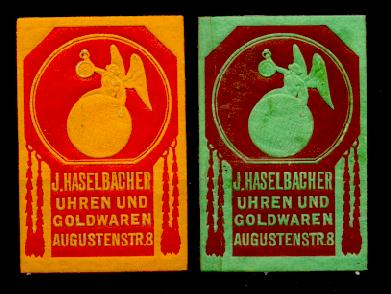 J. HASELBACHER
UHREN UND
GOLDWAREN
AUGUSTENSTR.8
J. HASELBACHER
UHREN UND
GOLDWAREN
AUGUSTENSTR.8